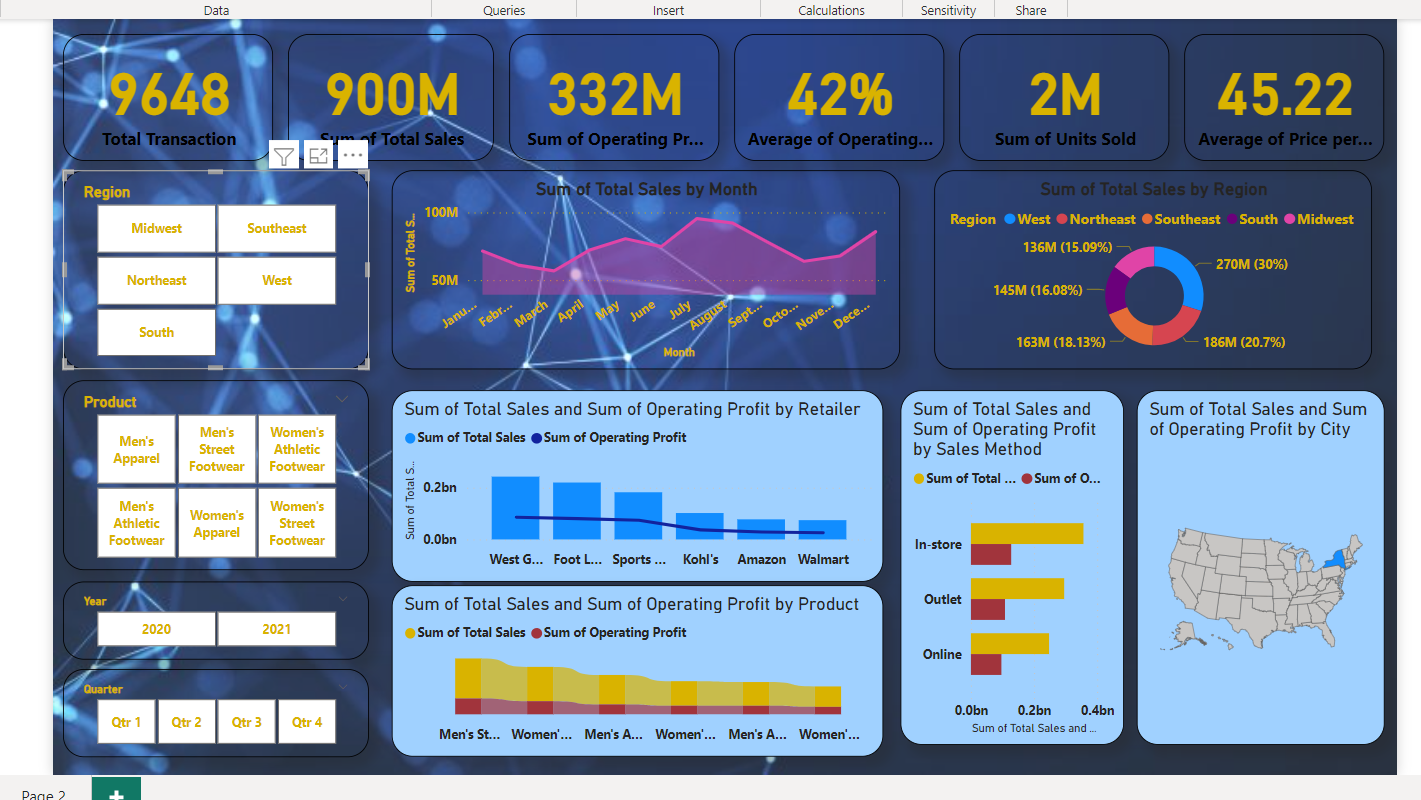 Data
Queries
Insert
Calculations
Sensitivity
Share
9648
Total Transaction
900M
Sum of Total Sales
332M
Sum of Operating Pr...
42%
Average of Operating...
2M
Sum of Units Sold
45.22
Average of Price per...
Region
Midwest
Southeast
Northeast
West
South
Sum of Total Sales by Month
Sum of Total S...
100M
50M
Janu...
Febr...
March
April
May
June
July
August
Sept...
Octo...
Nove...
Dece...
Month
Sum of Total Sales by Region
Region West Northeast Southeast South Midwest
136M (15.09%)
270M (30%)
145M (16.08%)
163M (18.13%)
186M (20.7%)
Product
Men's
Apparel
Men's
Street
Footwear
Women's
Athletic
Footwear
Men's
Athletic
Footwear
Women's
Apparel
Women's
Street
Footwear
Year
2020
2021
Quarter
Qtr 1
Qtr 2
Qtr 3
Qtr 4
Sum of Total Sales and Sum of Operating Profit by Retailer
Sum of Total Sales Sum of Operating Profit
Sum of Total S...
0.2bn
0.0bn
West G...
Foot L...
Sports ...
Kohl's
Amazon
Walmart
Sum of Total Sales and Sum of Operating Profit by Product
Sum of Total Sales Sum of Operating Profit
Men's St...
Women'...
Men's A...
Women'...
Men's A...
Women'...
Sum of Total Sales and
Sum of Operating Profit
by Sales Method
Sum of Total ... Sum of O...
In-store
Outlet
Online
0.0bn
0.2bn
0.4bn
Sum of Total Sales and ...
Sum of Total Sales and Sum
of Operating Profit by City
Page 2